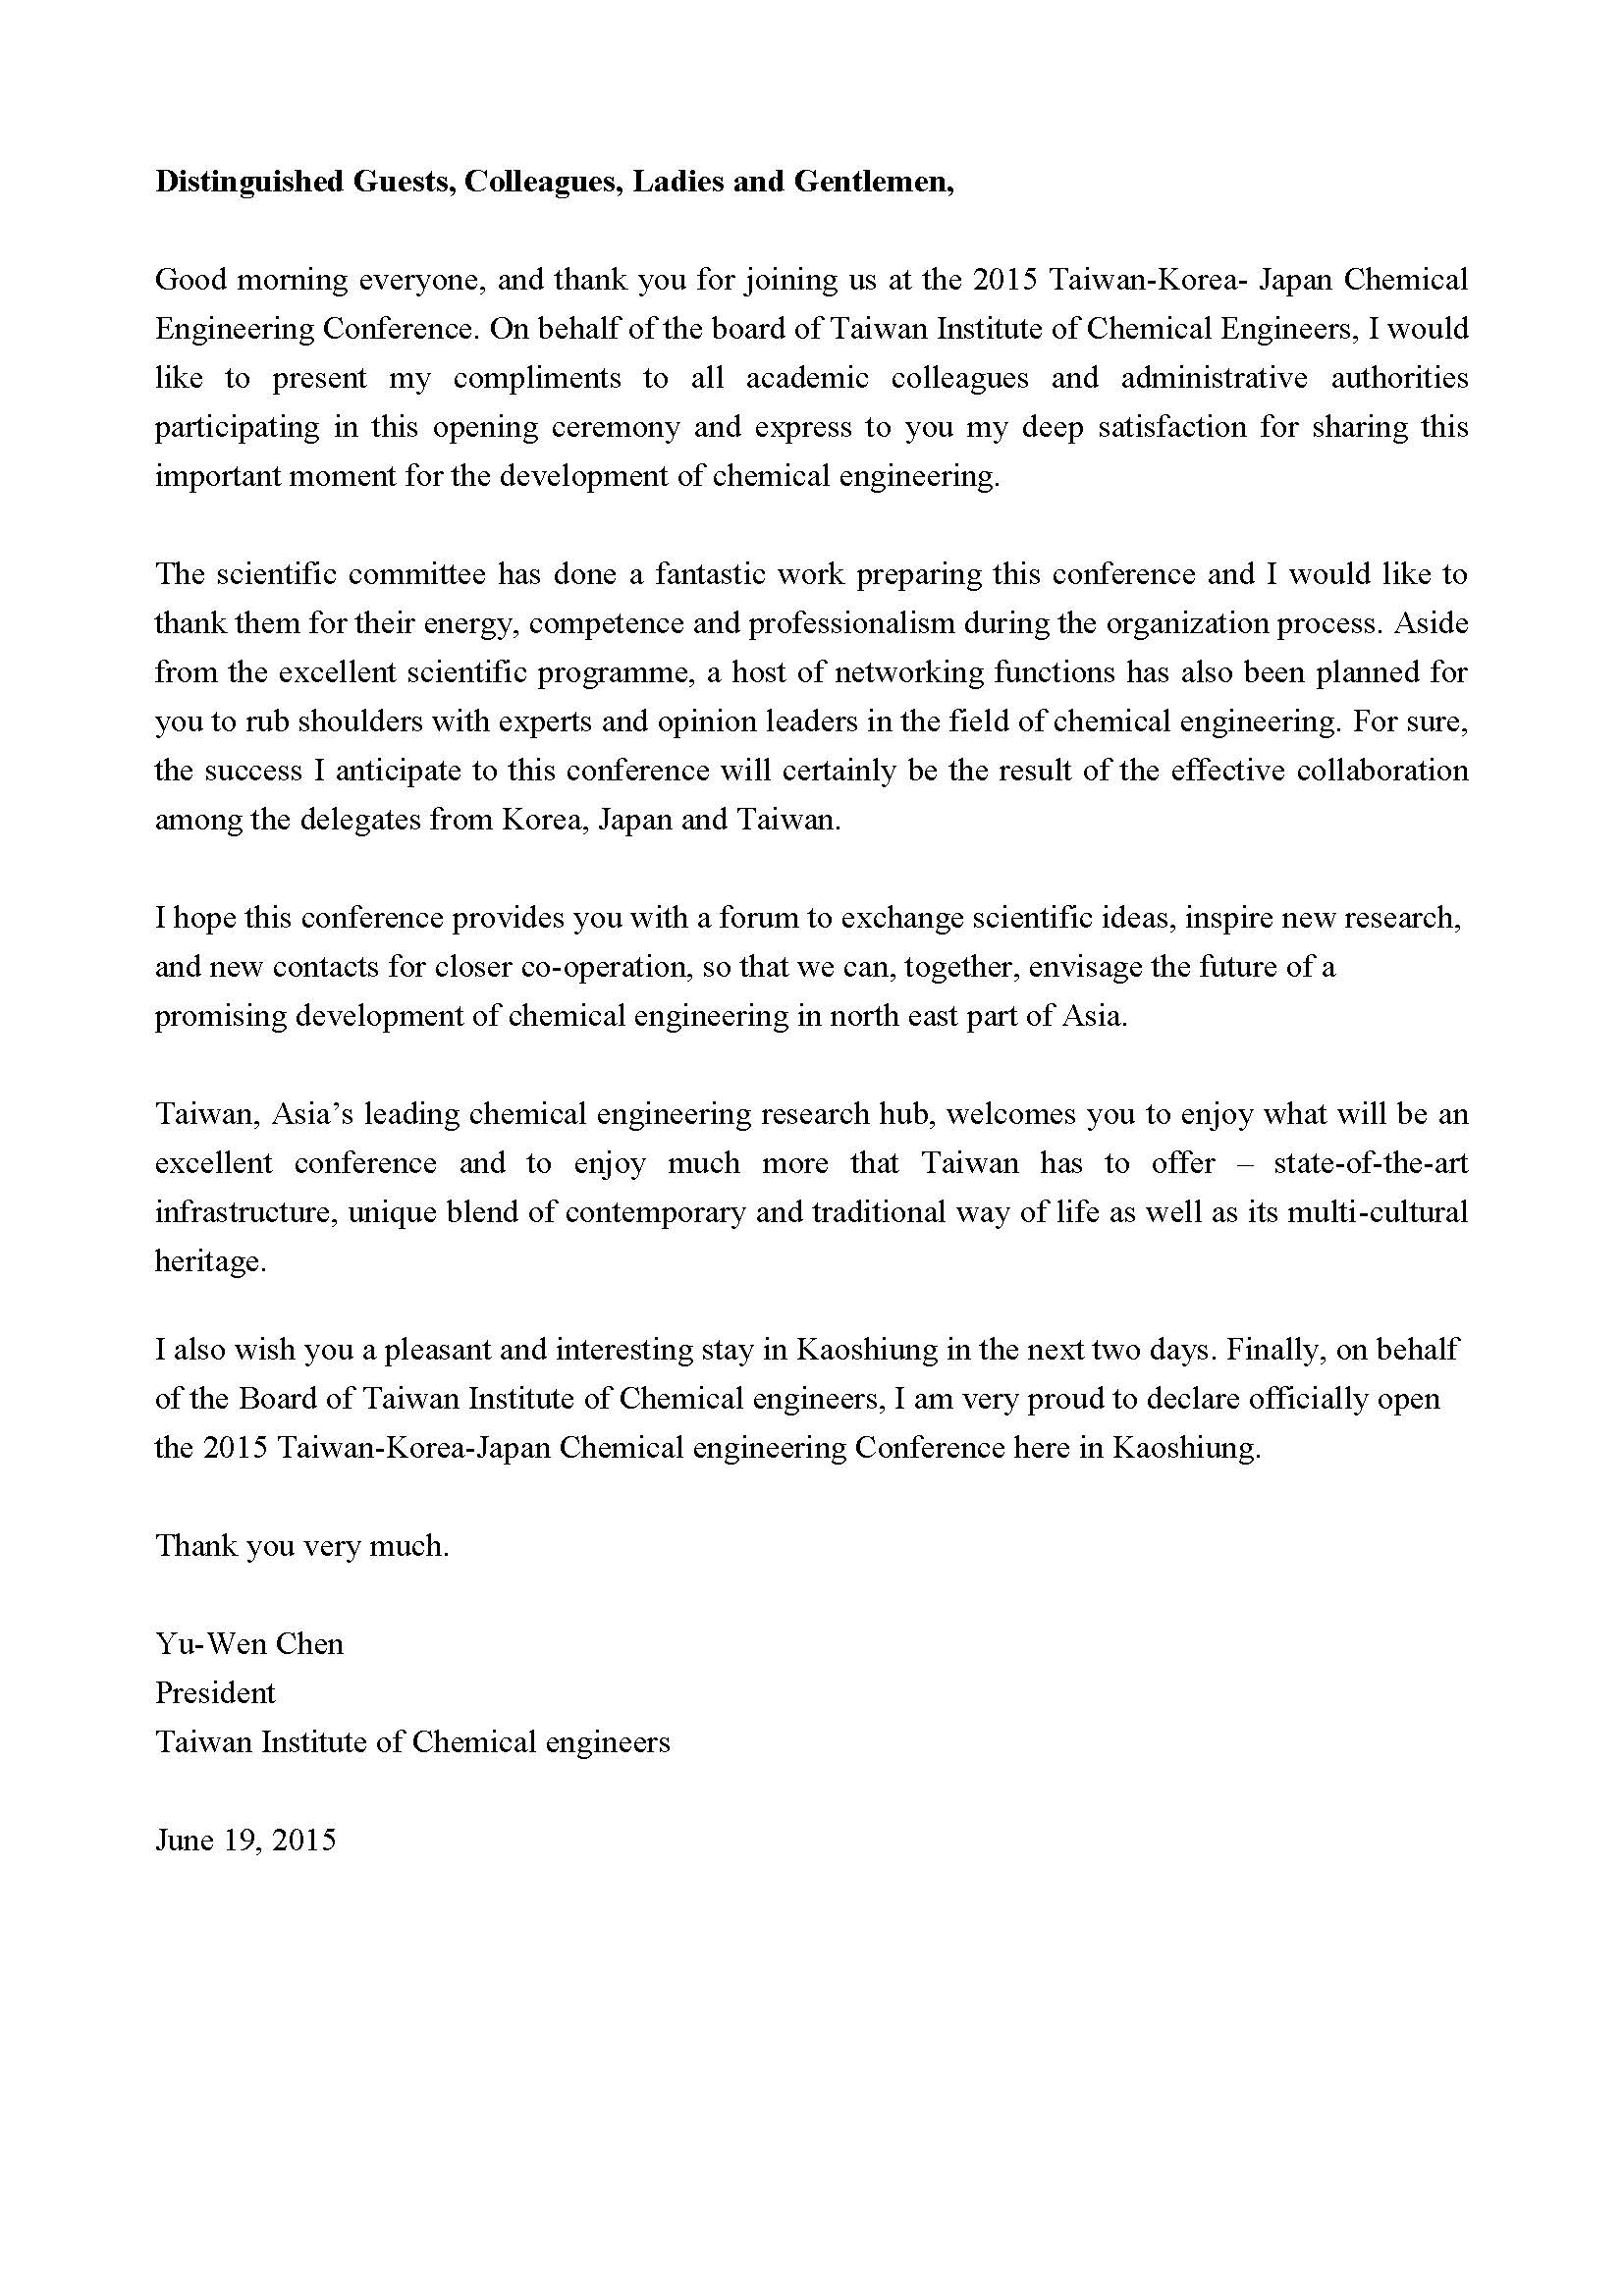 Distinguished Guests, Colleagues, Ladies and Gentlemen,
Good morning everyone, and thank you for joining us at the 2015 Taiwan-Korea- Japan Chemical
Engineering Conference. On behalf of the board of Taiwan Institute of Chemical Engineers, I would
like to present my compliments to all academic colleagues and administrative authorities
participating in this opening ceremony and express to you my deep satisfaction for sharing this
important moment for the development of chemical engineering.
The scientific committee has done a fantastic work preparing this conference and I would like to
thank them for their energy, competence and professionalism during the organization process. Aside
from the excellent scientific programme, a host of networking functions has also been planned for
you to rub shoulders with experts and opinion leaders in the field of chemical engineering. For sure,
the success I anticipate to this conference will certainly be the result of the effective collaboration
among the delegates from Korea, Japan and Taiwan.
I hope this conference provides you with a forum to exchange scientific ideas, inspire new research,
and new contacts for closer co-operation, so that we can, together, envisage the future of a
promising development of chemical engineering in north east part of Asia.
Taiwan, Asia’s leading chemical engineering research hub, welcomes you to enjoy what will be an
excellent conference and to enjoy much more that Taiwan has to offer – state-of-the-art
infrastructure, unique blend of contemporary and traditional way of life as well as its multi-cultural
heritage.
I also wish you a pleasant and interesting stay in Kaoshiung in the next two days. Finally, on behalf
of the Board of Taiwan Institute of Chemical engineers, I am very proud to declare officially open
the 2015 Taiwan-Korea-Japan Chemical engineering Conference here in Kaoshiung.
Thank you very much.
Yu-Wen Chen
President
Taiwan Institute of Chemical engineers
June 19, 2015